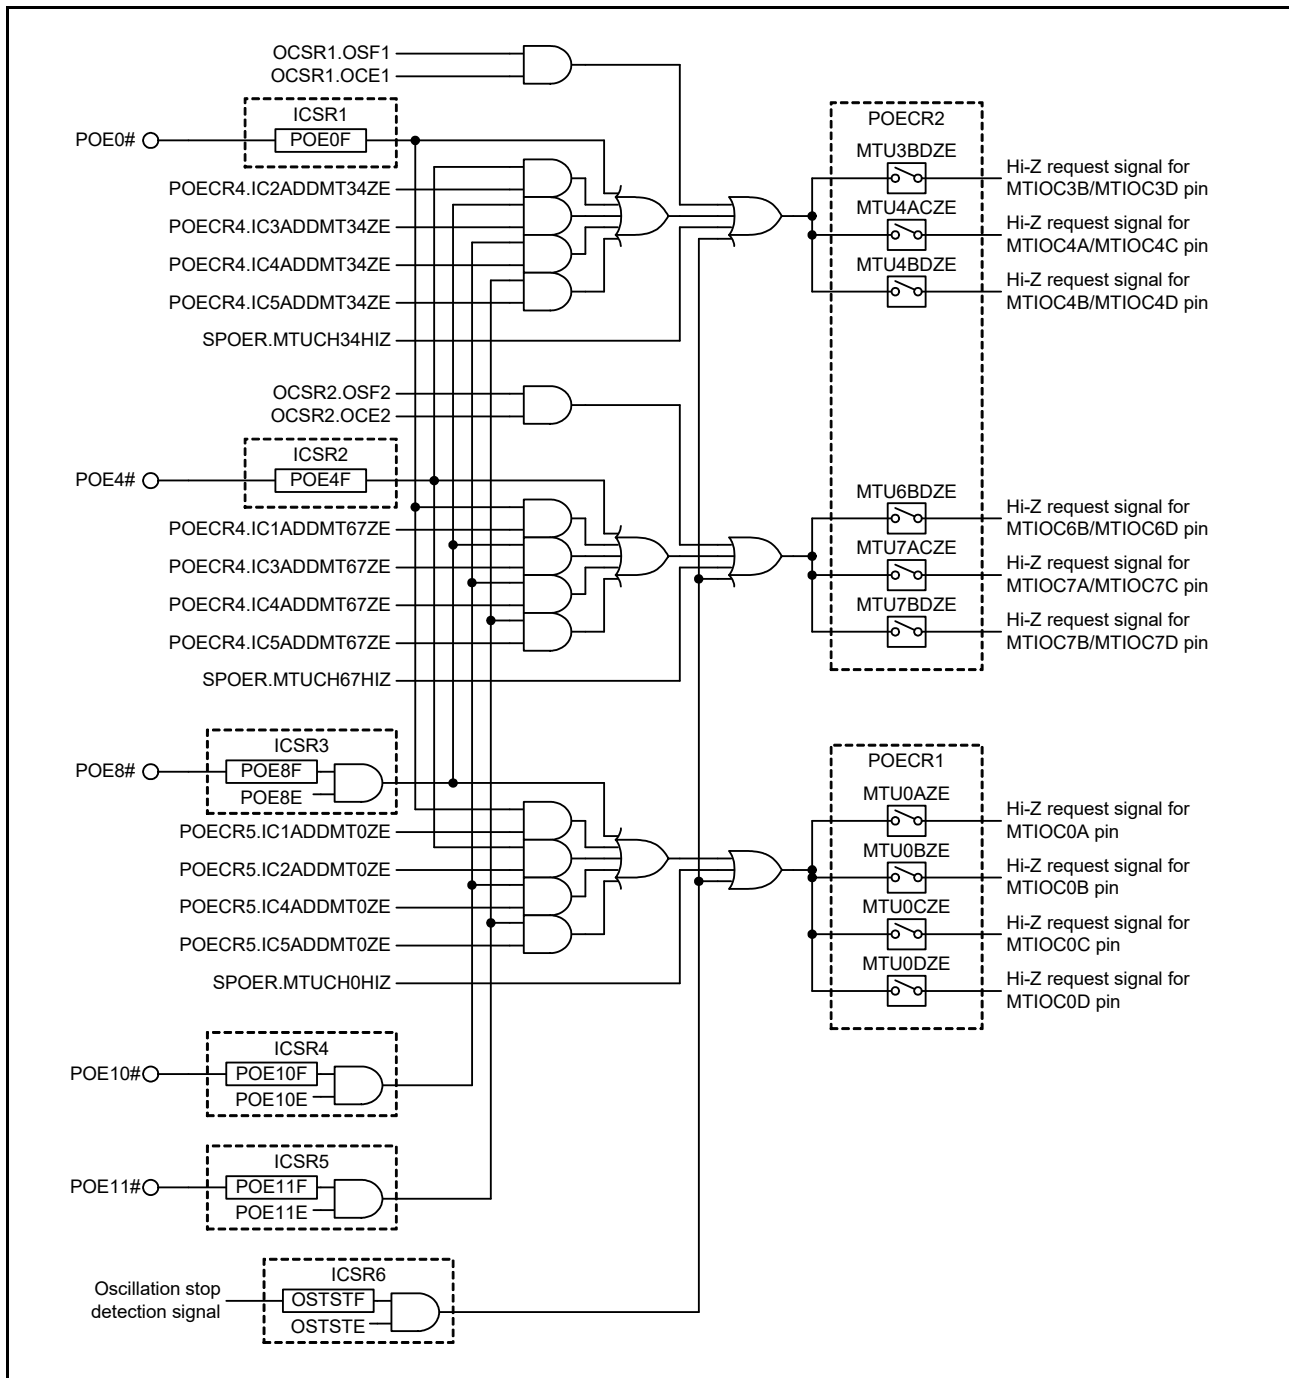 OCSR1.OSF1
OCSR1.OCE1
ICSR1
POE0#
POE0F
POECR4.IC2ADDMT34ZE
POECR4.IC3ADDMT34ZE
POECR4.IC4ADDMT34ZE
POECR4.IC5ADDMT34ZE
SPOER.MTUCH34HIZ
POECR2
MTU3BDZE
Hi-Z request signal for
MTIOC3B/MTIOC3D pin
MTU4ACZE
Hi-Z request signal for
MTIOC4A/MTIOC4C pin
MTU4BDZE
Hi-Z request signal for
MTIOC4B/MTIOC4D pin
OCSR2.OSF2
OCSR2.OCE2
ICSR2
POE4#
POE4F
POECR4.IC1ADDMT67ZE
POECR4.IC3ADDMT67ZE
POECR4.IC4ADDMT67ZE
POECR4.IC5ADDMT67ZE
SPOER.MTUCH67HIZ
MTU6BDZE
Hi-Z request signal for
MTIOC6B/MTIOC6D pin
MTU7ACZE
Hi-Z request signal for
MTIOC7A/MTIOC7C pin
MTU7BDZE
Hi-Z request signal for
MTIOC7B/MTIOC7D pin
ICSR3
POE8#
POE8F
POE8E
POECR5.IC1ADDMT0ZE
POECR5.IC2ADDMT0ZE
POECR5.IC4ADDMT0ZE
POECR5.IC5ADDMT0ZE
SPOER.MTUCH0HIZ
POECR1
MTU0AZE
Hi-Z request signal for
MTIOC0A pin
MTU0BZE
Hi-Z request signal for
MTIOC0B pin
MTU0CZE
Hi-Z request signal for
MTIOC0C pin
MTU0DZE
Hi-Z request signal for
MTIOC0D pin
ICSR4
POE10#
POE10F
POE10E
ICSR5
POE11#
POE11F
POE11E
ICSR6
Oscillation stop
detection signal
OSTSTF
OSTSTE